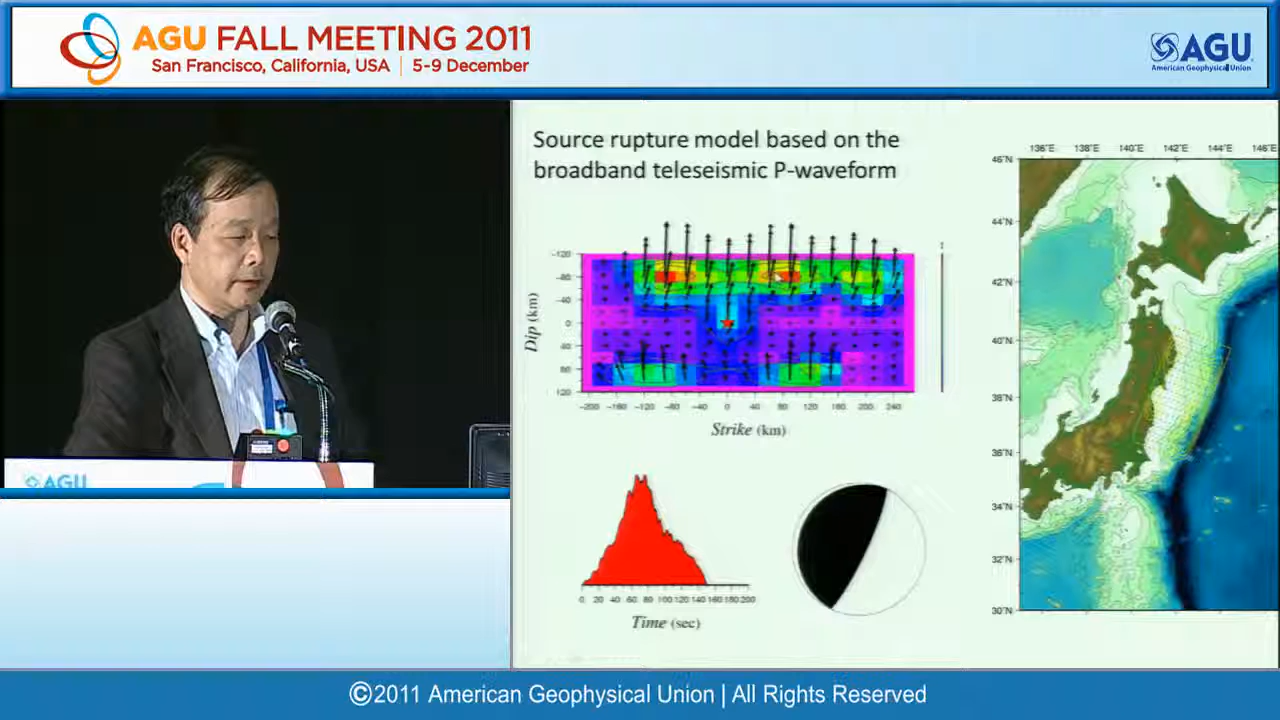 AGU FALL MEETING 2011
San Francisco, California, USA | 5-9 December
AGU
American Geophysical Union
Source rupture model based on the
broadband teleseismic P-waveform
-120
-80
-40
0
80
120
Dip (km)
-200 -160 -120 -80 -40 0 40 80 120 160 200 240
Strike (km)
0 20 40 60 80 100 120 140 160 180 200
Time (sec)
136°E 138°E 140°E 142°E 144°E 146°E
46°N
44°N
42°N
40°N
38°N
36°N
34°N
32°N
30°N
AGU
©2011 American Geophysical Union | All Rights Reserved